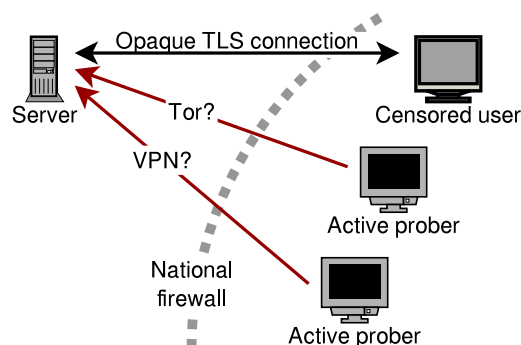 Opaque TLS connection
Server
Censored user
Tor?
VPN?
Active prober
National
firewall
Active prober